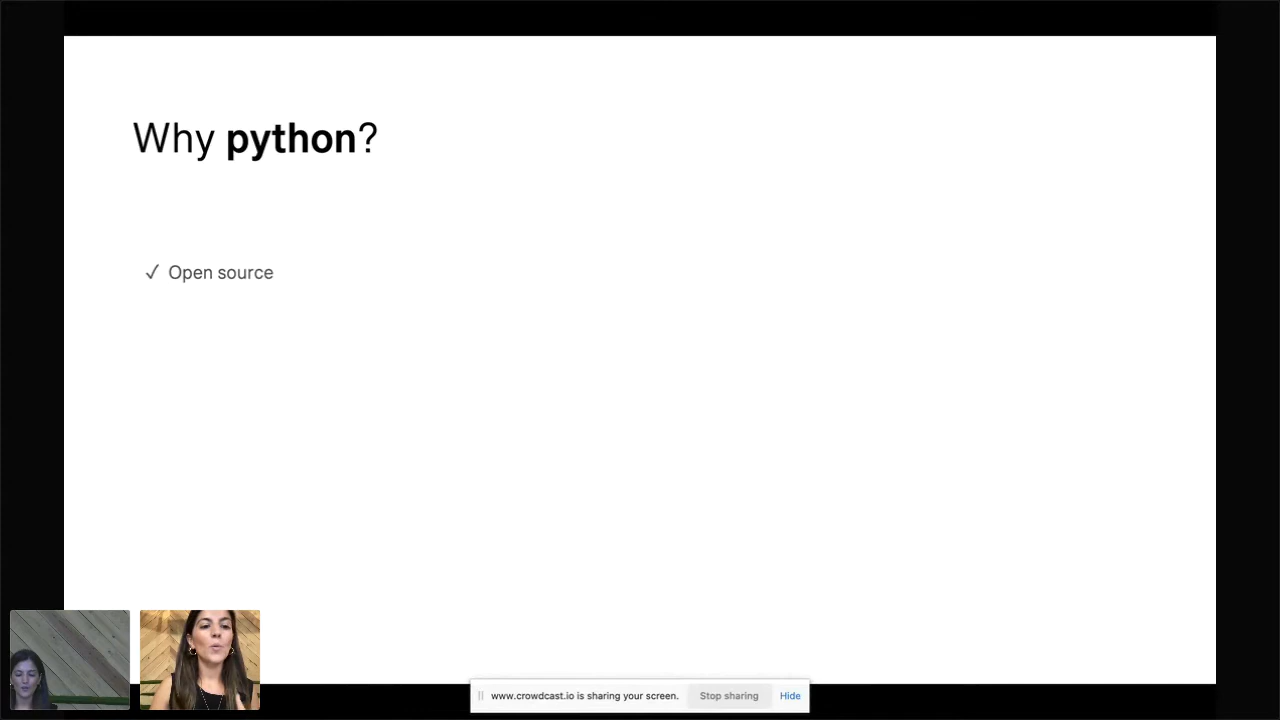 Why python?
✓ Open source
www.crowdcast.io is sharing your screen. Stop sharing Hide